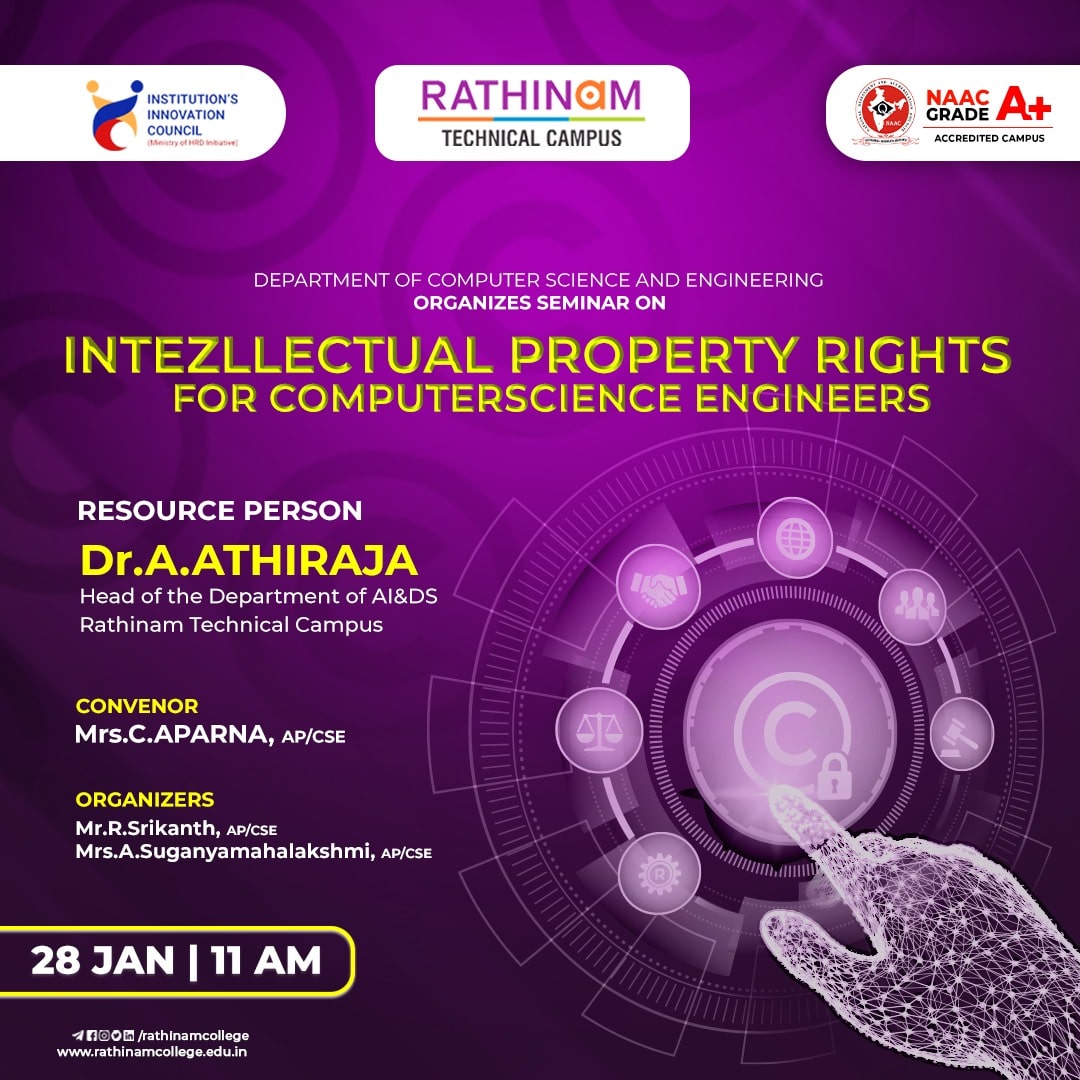 INSTITUTION'S
INNOVATION
COUNCIL
(Ministry of HRD Initiative)
RATHINAM
TECHNICAL CAMPUS
NAAC
NAAC
GRADE A+
ACCREDITED CAMPUS
DEPARTMENT OF COMPUTER SCIENCE AND ENGINEERING
ORGANIZES SEMINAR ON
INTEZLLECTUAL PROPERTY RIGHTS
FOR COMPUTERSCIENCE ENGINEERS
RESOURCE PERSON
Dr.A.ATHIRAJA
Head of the Department of AI&DS
Rathinam Technical Campus
CONVENOR
Mrs.C.APARNA, AP/CSE
ORGANIZERS
Mr.R.Srikanth, AP/CSE
Mrs.A.Suganyamahalakshmi, AP/CSE
C
R
28 JAN | 11 AM
/rathinamcollege
www.rathinamcollege.edu.in